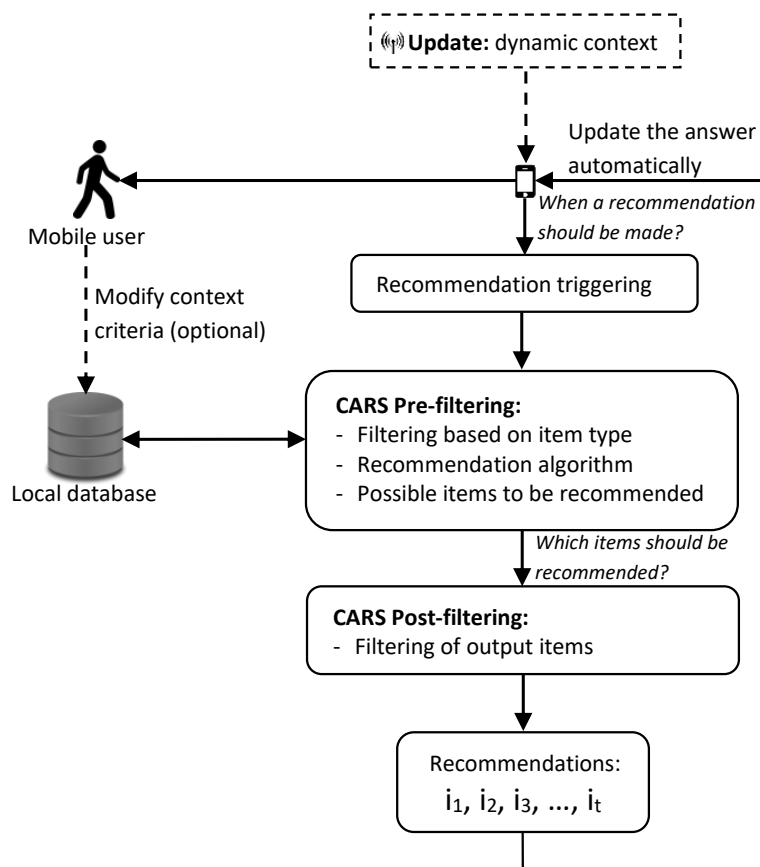 Update: dynamic context
Update the answer
automatically
When a recommendation
should be made?
Mobile user
Recommendation triggering
Modify context
criteria (optional)
CARS Pre-filtering:
- Filtering based on item type
- Recommendation algorithm
- Possible items to be recommended
Local database
Which items should be
recommended?
CARS Post-filtering:
- Filtering of output items
Recommendations:
i₁, i₂, i₃, ..., iₜ